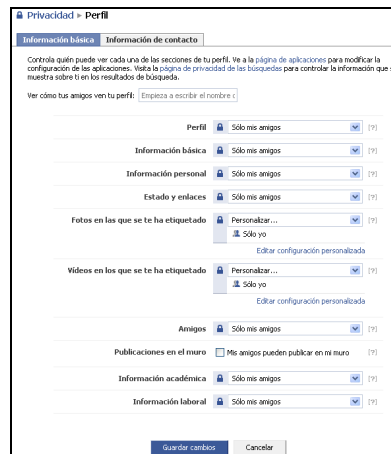 Privacidad ▸ Perfil
Información básica Información de contacto
Controla quién puede ver cada una de las secciones de tu perfil. Ve a la página de aplicaciones para modificar la
configuración de las aplicaciones. Visita la página de privacidad de las búsquedas para controlar la información que
muestra sobre ti en los resultados de búsqueda.
Ver cómo tus amigos ven tu perfil: Empieza a escribir el nombre
Perfil Sólo mis amigos [?]
Información básica Sólo mis amigos [?]
Información personal Sólo mis amigos [?]
Estado y enlaces Sólo mis amigos [?]
Fotos en las que se te ha etiquetado Personalizar... [?]
Sólo yo
Editar configuración personalizada
Vídeos en los que se te ha etiquetado Personalizar... [?]
Sólo yo
Editar configuración personalizada
Amigos Sólo mis amigos [?]
Publicaciones en el muro Mis amigos pueden publicar en mi muro [?]
Información académica Sólo mis amigos [?]
Información laboral Sólo mis amigos [?]
Guardar cambios Cancelar